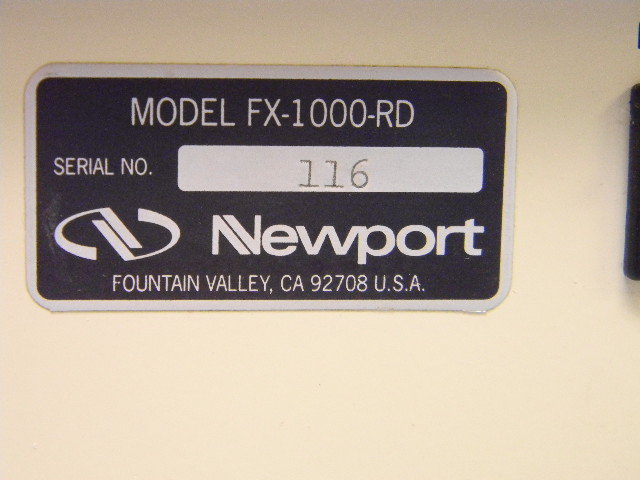 MODEL FX-1000-RD
SERIAL NO. 116
Newport
FOUNTAIN VALLEY, CA 92708 U.S.A.